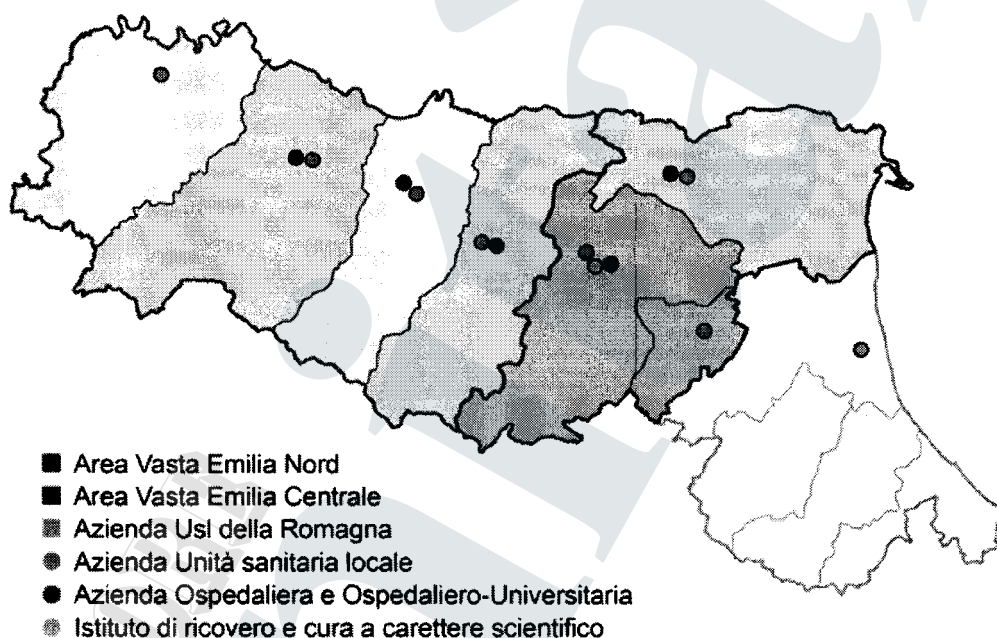 Area Vasta Emilia Nord
Area Vasta Emilia Centrale
Azienda Usl della Romagna
Azienda Unità sanitaria locale
Azienda Ospedaliera e Ospedaliero-Universitaria
Istituto di ricovero e cura a carettere scientifico